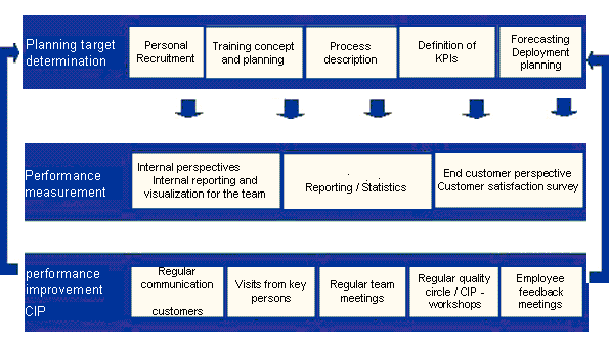 Planning target
determination
Personal
Recruitment
Training concept
and planning
Process
description
Definition of
KPIs
Forecasting
Deployment
planning
Performance
measurement
Internal perspectives
Internal reporting and
visualization for the team
Reporting / Statistics
End customer perspective
Customer satisfaction survey
performance
improvement
CIP
Regular
communication
customers
Visits from key
persons
Regular team
meetings
Regular quality
circle / CIP -
workshops
Employee
feedback
meetings